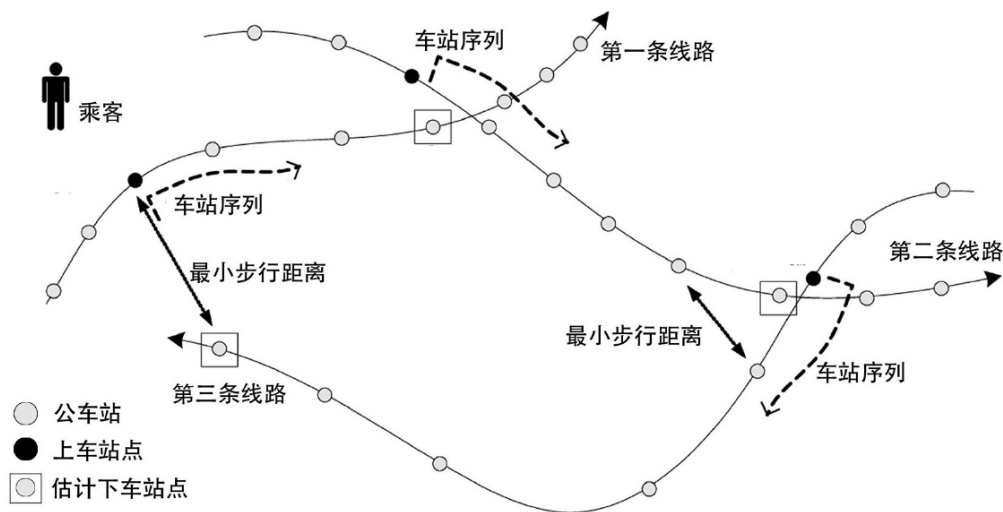 车站序列
第一条线路
乘客
车站序列
最小步行距离
第二条线路
最小步行距离
车站序列
第三条线路
公车站
上车站点
估计下车站点